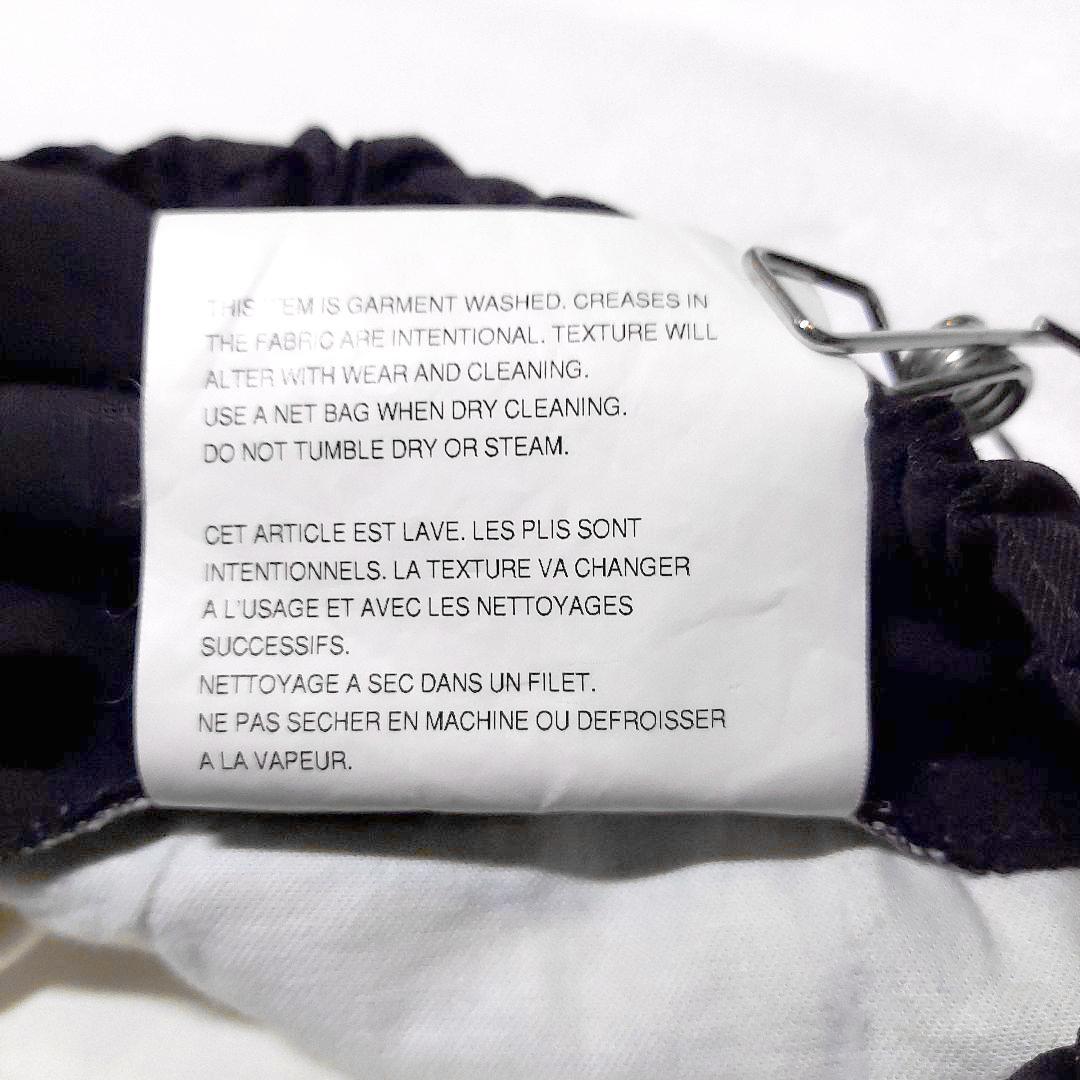 THIS ITEM IS GARMENT WASHED. CREASES IN
THE FABRIC ARE INTENTIONAL. TEXTURE WILL
ALTER WITH WEAR AND CLEANING.
USE A NET BAG WHEN DRY CLEANING.
DO NOT TUMBLE DRY OR STEAM.
CET ARTICLE EST LAVE. LES PLIS SONT
INTENTIONNELS. LA TEXTURE VA CHANGER
A L'USAGE ET AVEC LES NETTOYAGES
SUCCESSIFS.
NETTOYAGE A SEC DANS UN FILET.
NE PAS SECHER EN MACHINE OU DEFROISSER
A LA VAPEUR.